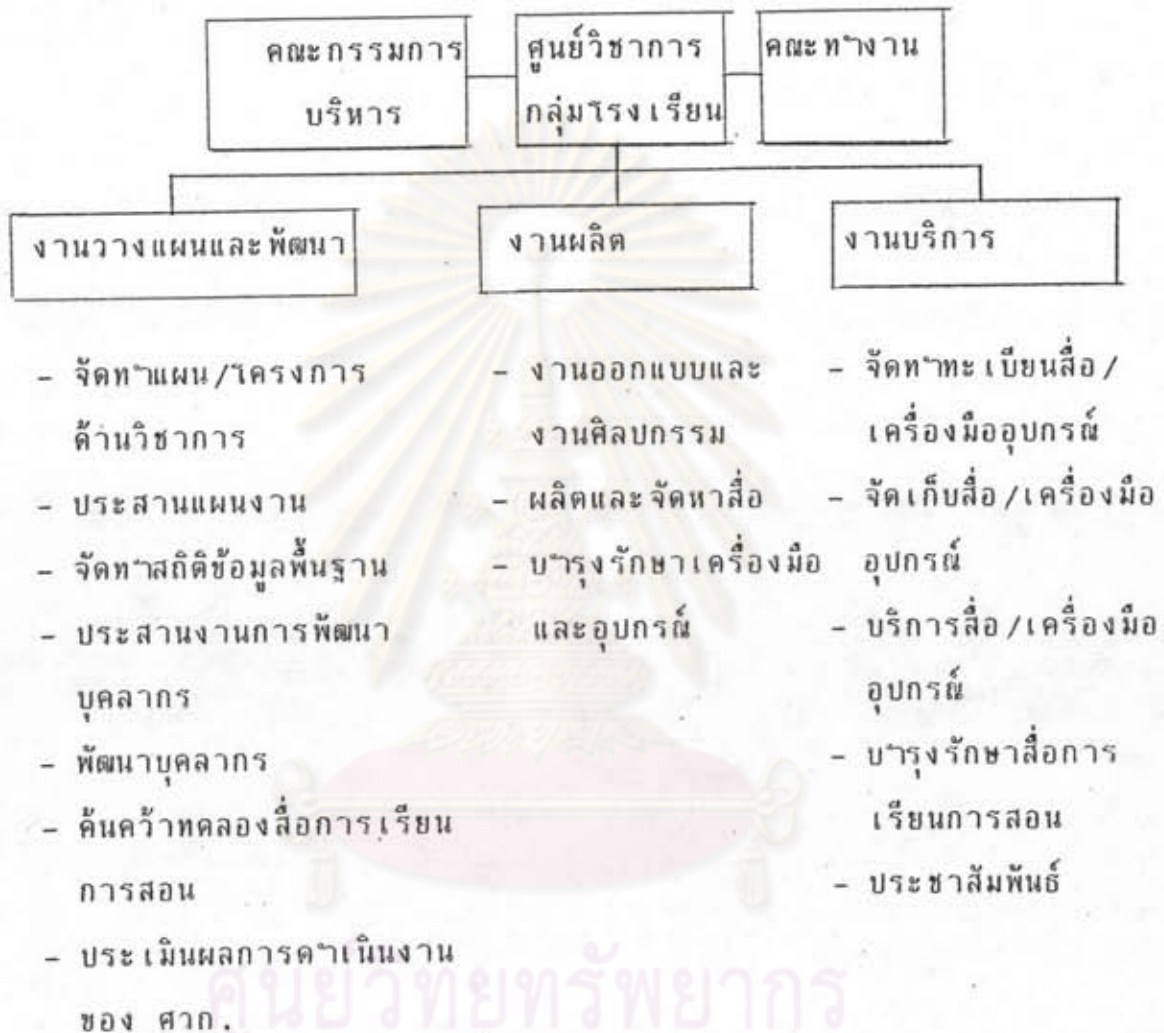 คณะกรรมการ
บริหาร
ศูนย์วิชาการ
กลุ่มโรงเรียน
คณะทำงาน
งานวางแผนและพัฒนา
งานผลิต
งานบริการ
- จัดทำแผน/โครงการ
ด้านวิชาการ
- ประสานแผนงาน
- จัดทำสถิติข้อมูลพื้นฐาน
- ประสานงานการพัฒนา
บุคลากร
- พัฒนาบุคลากร
- ค้นคว้าทดลองสื่อการเรียน
การสอน
- ประเมินผลการดำเนินงาน
ของ ศวก.
- งานออกแบบและ
งานศิลปกรรม
- ผลิตและจัดหาสื่อ
- บำรุงรักษาเครื่องมือ
และอุปกรณ์
- จัดทำทะเบียนสื่อ/
เครื่องมืออุปกรณ์
- จัดเก็บสื่อ/เครื่องมือ
อุปกรณ์
- บริการสื่อ/เครื่องมือ
อุปกรณ์
- บำรุงรักษาสื่อการ
เรียนการสอน
- ประชาสัมพันธ์
ศูนย์วิทยทรัพยากร